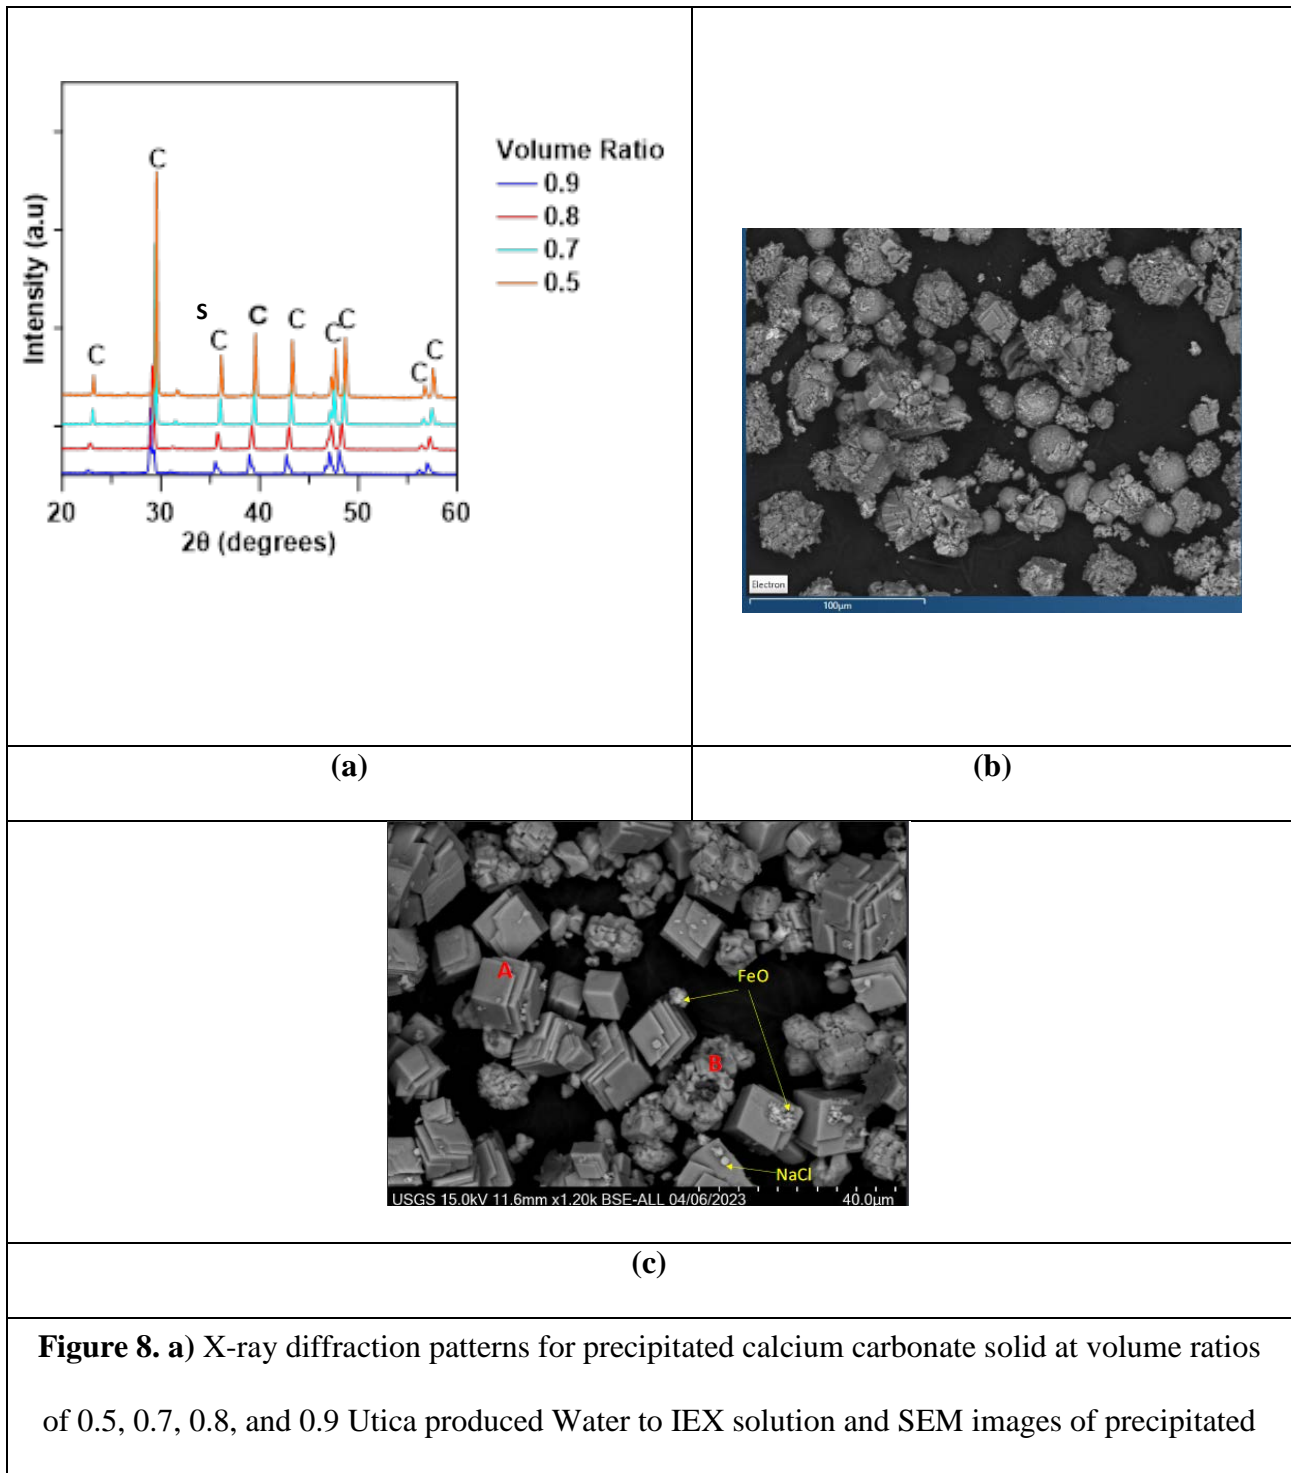 C
Volume Ratio
0.9
0.8
0.7
0.5
Intensity (a.u)
S
C
C
C
C
C
C
C
C
20
30
40
50
60
2θ (degrees)
Electron
100μm
(a)
(b)
A
FeO
B
NaCl
USGS 15.0kV 11.6mm x1.20k BSE-ALL 04/06/2023
40.0μm
(c)
Figure 8. a) X-ray diffraction patterns for precipitated calcium carbonate solid at volume ratios
of 0.5, 0.7, 0.8, and 0.9 Utica produced Water to IEX solution and SEM images of precipitated